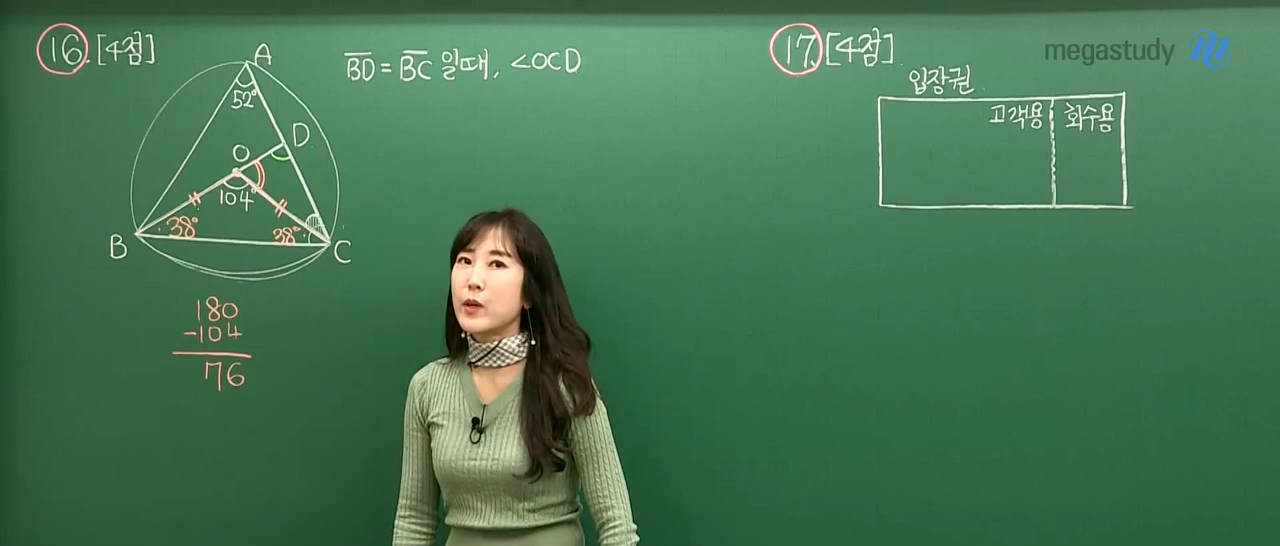 16. [4점]
BD = BC 일때, ∠OCD
A
52°
D
O
104°
38°
38°
B
C
180
-104
76
17. [4점]
megastudy
입장권
고객용
회수용